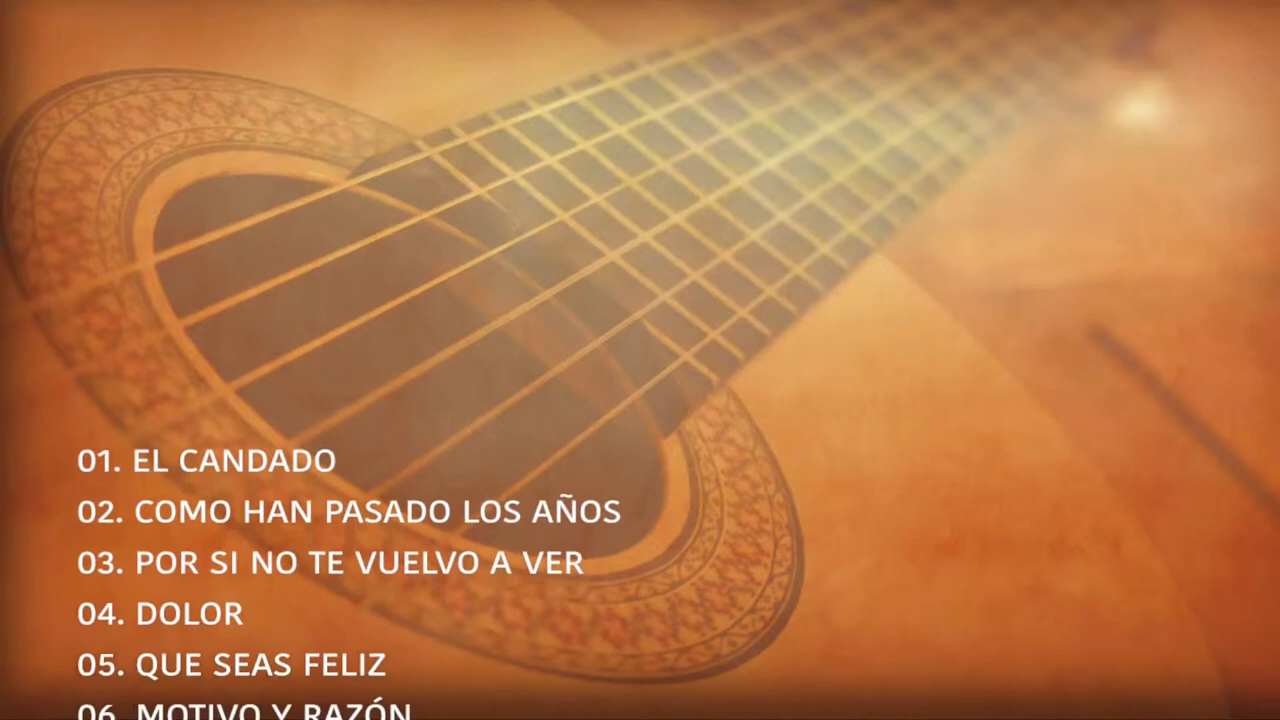 01. EL CANDADO
02. COMO HAN PASADO LOS AÑOS
03. POR SI NO TE VUELVO A VER
04. DOLOR
05. QUE SEAS FELIZ
06. MOTIVO Y RAZÓN